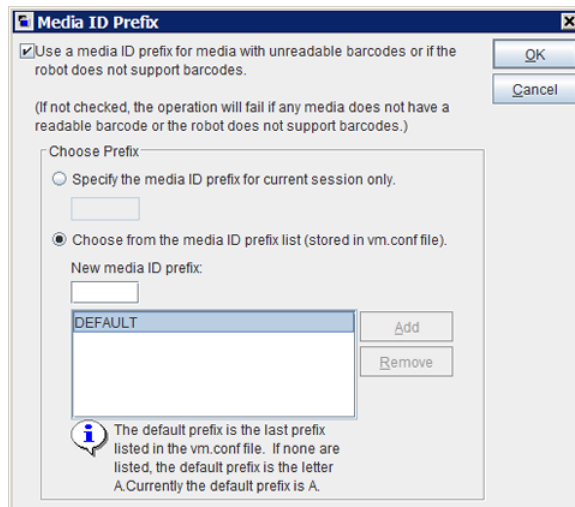 Media ID Prefix
Use a media ID prefix for media with unreadable barcodes or if the
robot does not support barcodes.
OK
Cancel
(If not checked, the operation will fail if any media does not have a
readable barcode or the robot does not support barcodes.)
Choose Prefix
Specify the media ID prefix for current session only.
Choose from the media ID prefix list (stored in vm.conf file).
New media ID prefix:
DEFAULT
Add
Remove
The default prefix is the last prefix
listed in the vm.conf file. If none are
listed, the default prefix is the letter
A.Currently the default prefix is A.